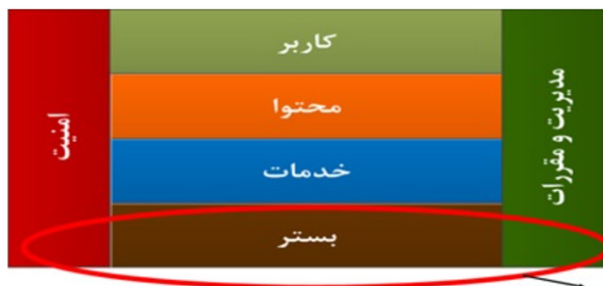 مدیریت و مقررات
کاربر
محتوا
خدمات
بستر
امنیت